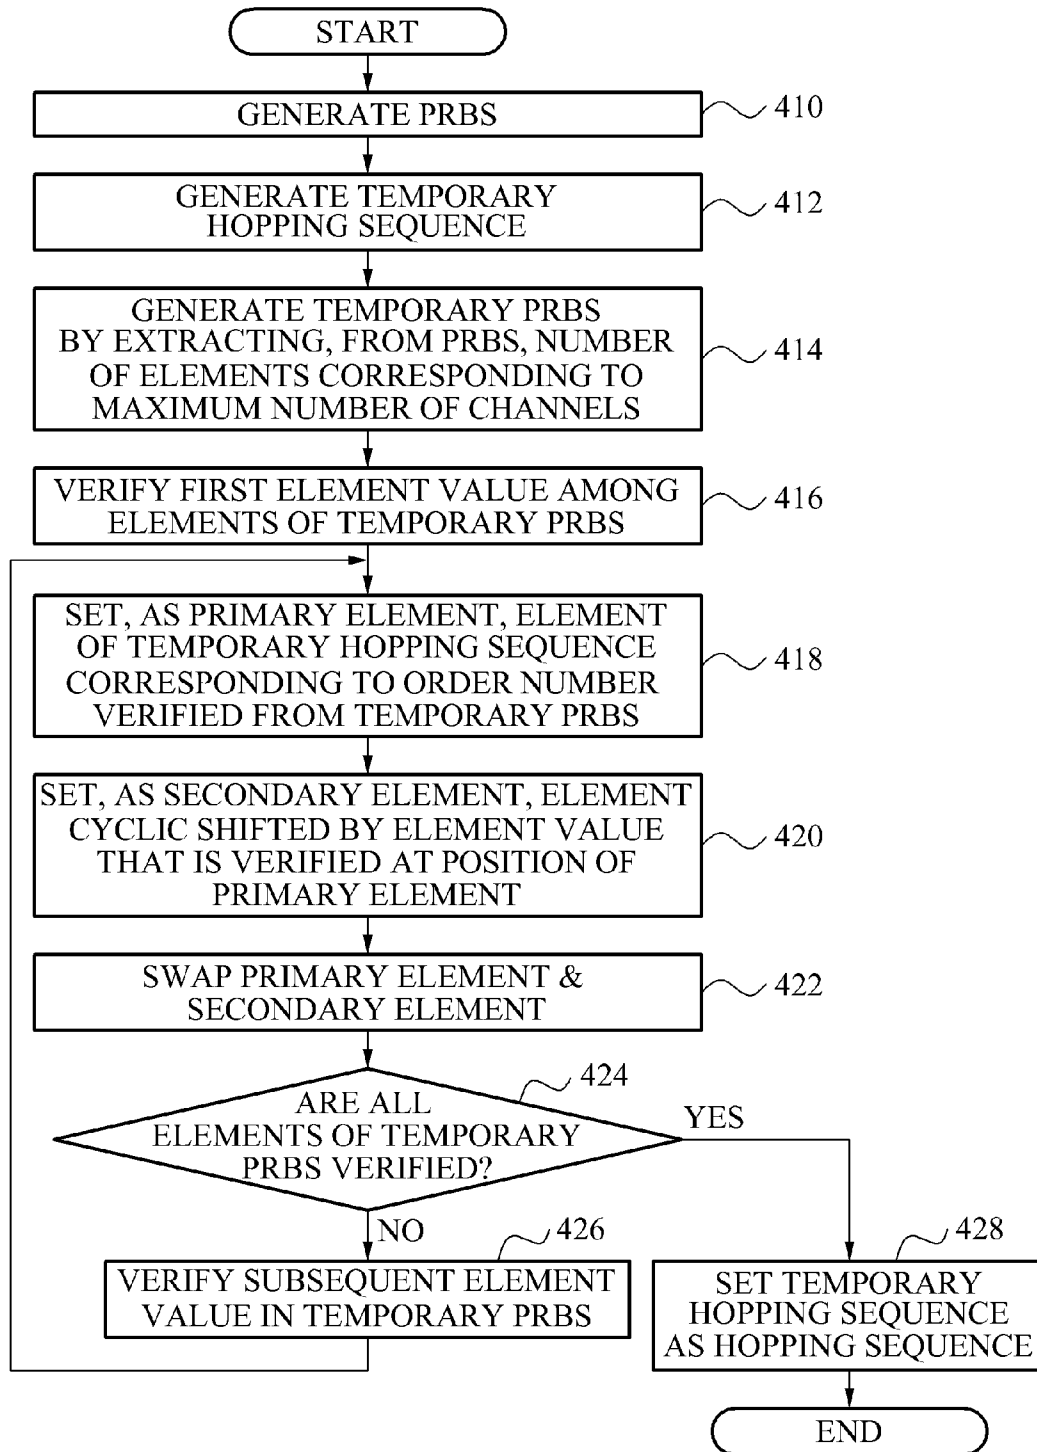 START
GENERATE PRBS
410
GENERATE TEMPORARY
HOPPING SEQUENCE
412
GENERATE TEMPORARY PRBS
BY EXTRACTING, FROM PRBS, NUMBER
OF ELEMENTS CORRESPONDING TO
MAXIMUM NUMBER OF CHANNELS
414
VERIFY FIRST ELEMENT VALUE AMONG
ELEMENTS OF TEMPORARY PRBS
416
SET, AS PRIMARY ELEMENT, ELEMENT
OF TEMPORARY HOPPING SEQUENCE
CORRESPONDING TO ORDER NUMBER
VERIFIED FROM TEMPORARY PRBS
418
SET, AS SECONDARY ELEMENT, ELEMENT
CYCLIC SHIFTED BY ELEMENT VALUE
THAT IS VERIFIED AT POSITION OF
PRIMARY ELEMENT
420
SWAP PRIMARY ELEMENT &
SECONDARY ELEMENT
422
424
ARE ALL
ELEMENTS OF TEMPORARY
PRBS VERIFIED?
YES
NO
426
VERIFY SUBSEQUENT ELEMENT
VALUE IN TEMPORARY PRBS
428
SET TEMPORARY
HOPPING SEQUENCE
AS HOPPING SEQUENCE
END